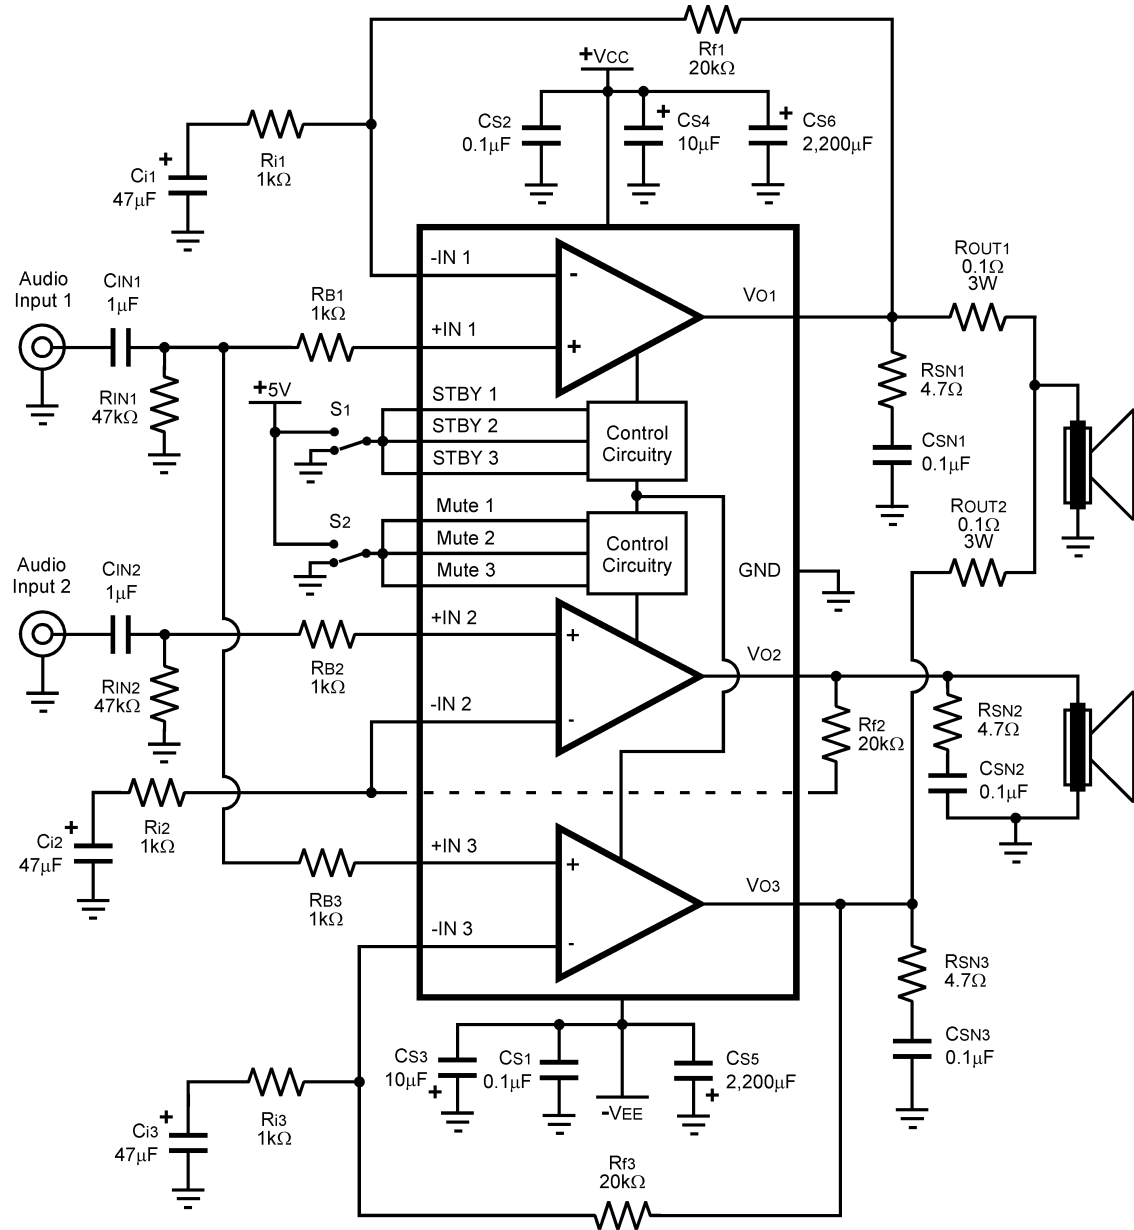 Rf1
20kΩ
+VCC
CS2
0.1µF
+
CS4
10µF
+
CS6
2,200µF
Ri1
1kΩ
+
Ci1
47µF
-IN 1
Audio
Input 1
CIN1
1µF
RB1
1kΩ
+IN 1
-
+
VO1
ROUT1
0.1Ω
3W
RIN1
47kΩ
+5V
S1
STBY 1
STBY 2
STBY 3
Control
Circuitry
RSN1
4.7Ω
CSN1
0.1µF
S2
Mute 1
Mute 2
Mute 3
Control
Circuitry
GND
ROUT2
0.1Ω
3W
Audio
Input 2
CIN2
1µF
+IN 2
+
VO2
RB2
1kΩ
RIN2
47kΩ
-IN 2
-
Rf2
20kΩ
RSN2
4.7Ω
CSN2
0.1µF
Ri2
1kΩ
+
Ci2
47µF
+IN 3
+
RB3
1kΩ
VO3
-IN 3
-
RSN3
4.7Ω
CSN3
0.1µF
CS3
10µF
+
CS1
0.1µF
CS5
2,200µF
+
-VEE
Ri3
1kΩ
+
Ci3
47µF
Rf3
20kΩ